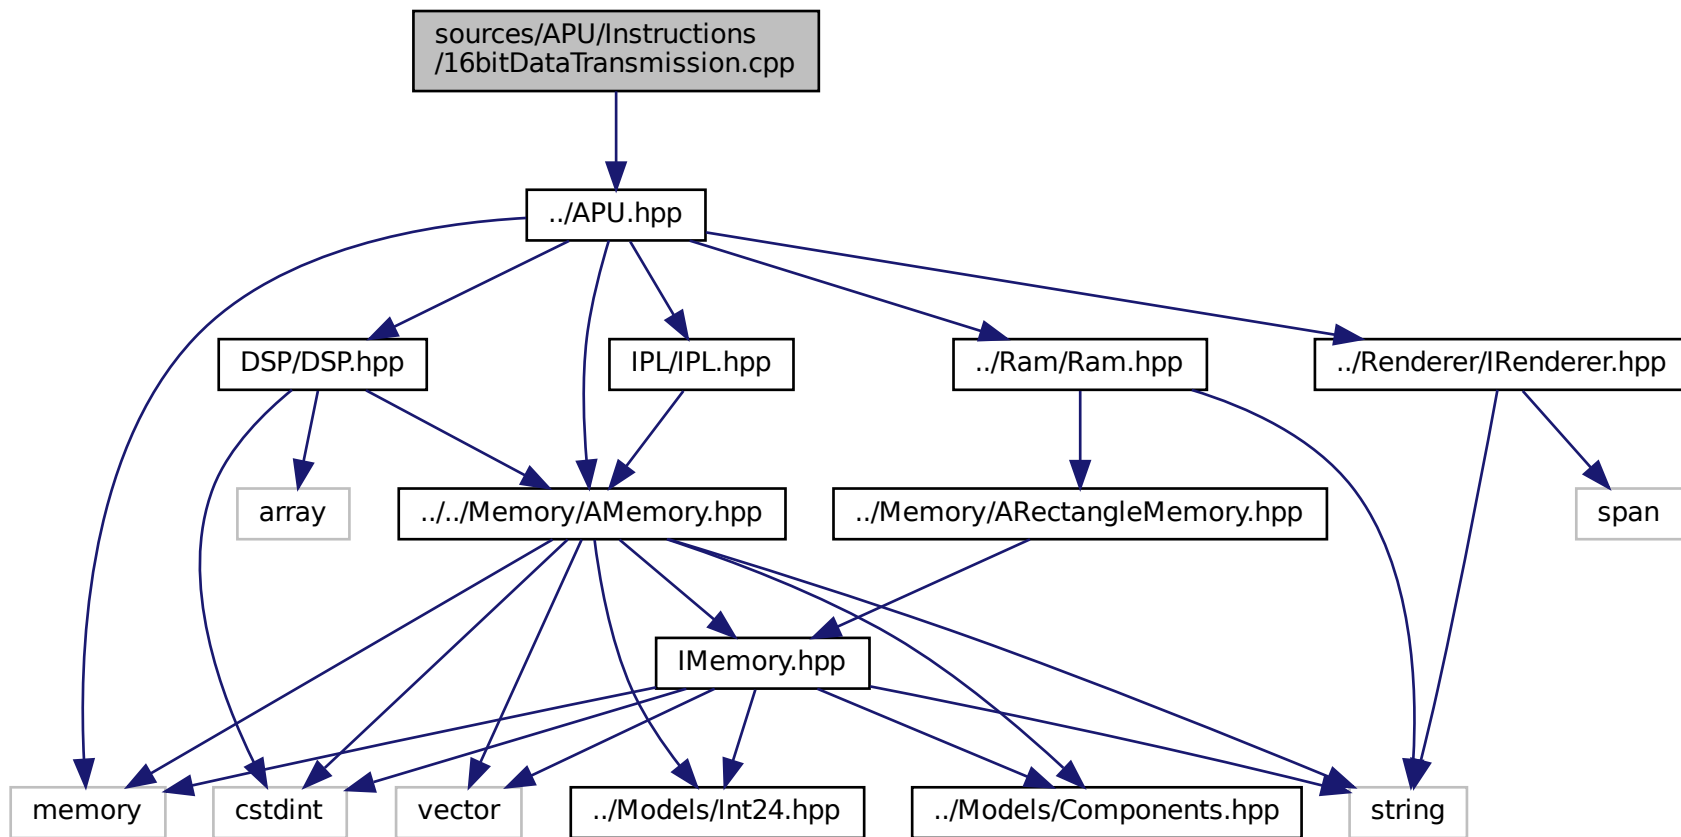 sources/APU/Instructions
/16bitDataTransmission.cpp
../APU.hpp
DSP/DSP.hpp
IPL/IPL.hpp
../Ram/Ram.hpp
../Renderer/IRenderer.hpp
array
../../Memory/AMemory.hpp
../Memory/ARectangleMemory.hpp
span
IMemory.hpp
memory
cstdint
vector
../Models/Int24.hpp
../Models/Components.hpp
string